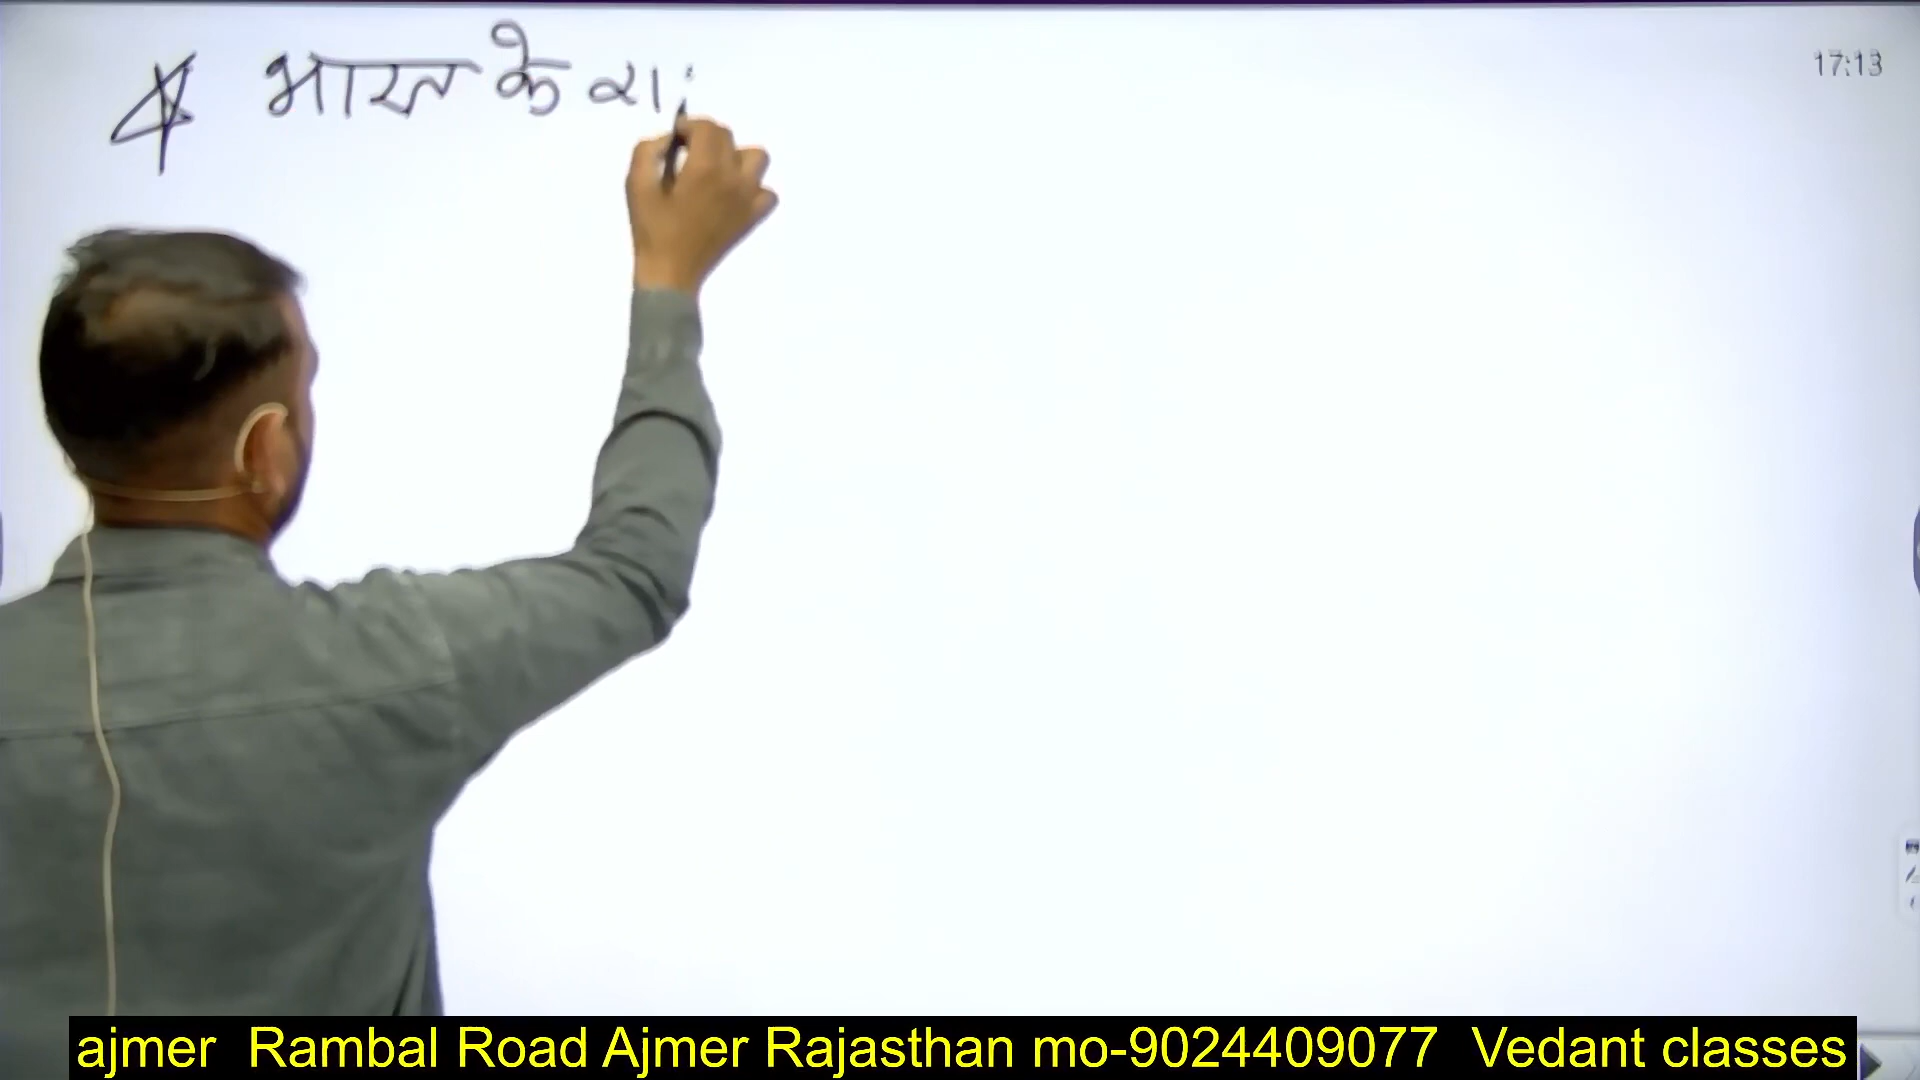 भारत के रा
17:13
ajmer Rambal Road Ajmer Rajasthan mo-9024409077 Vedant classes